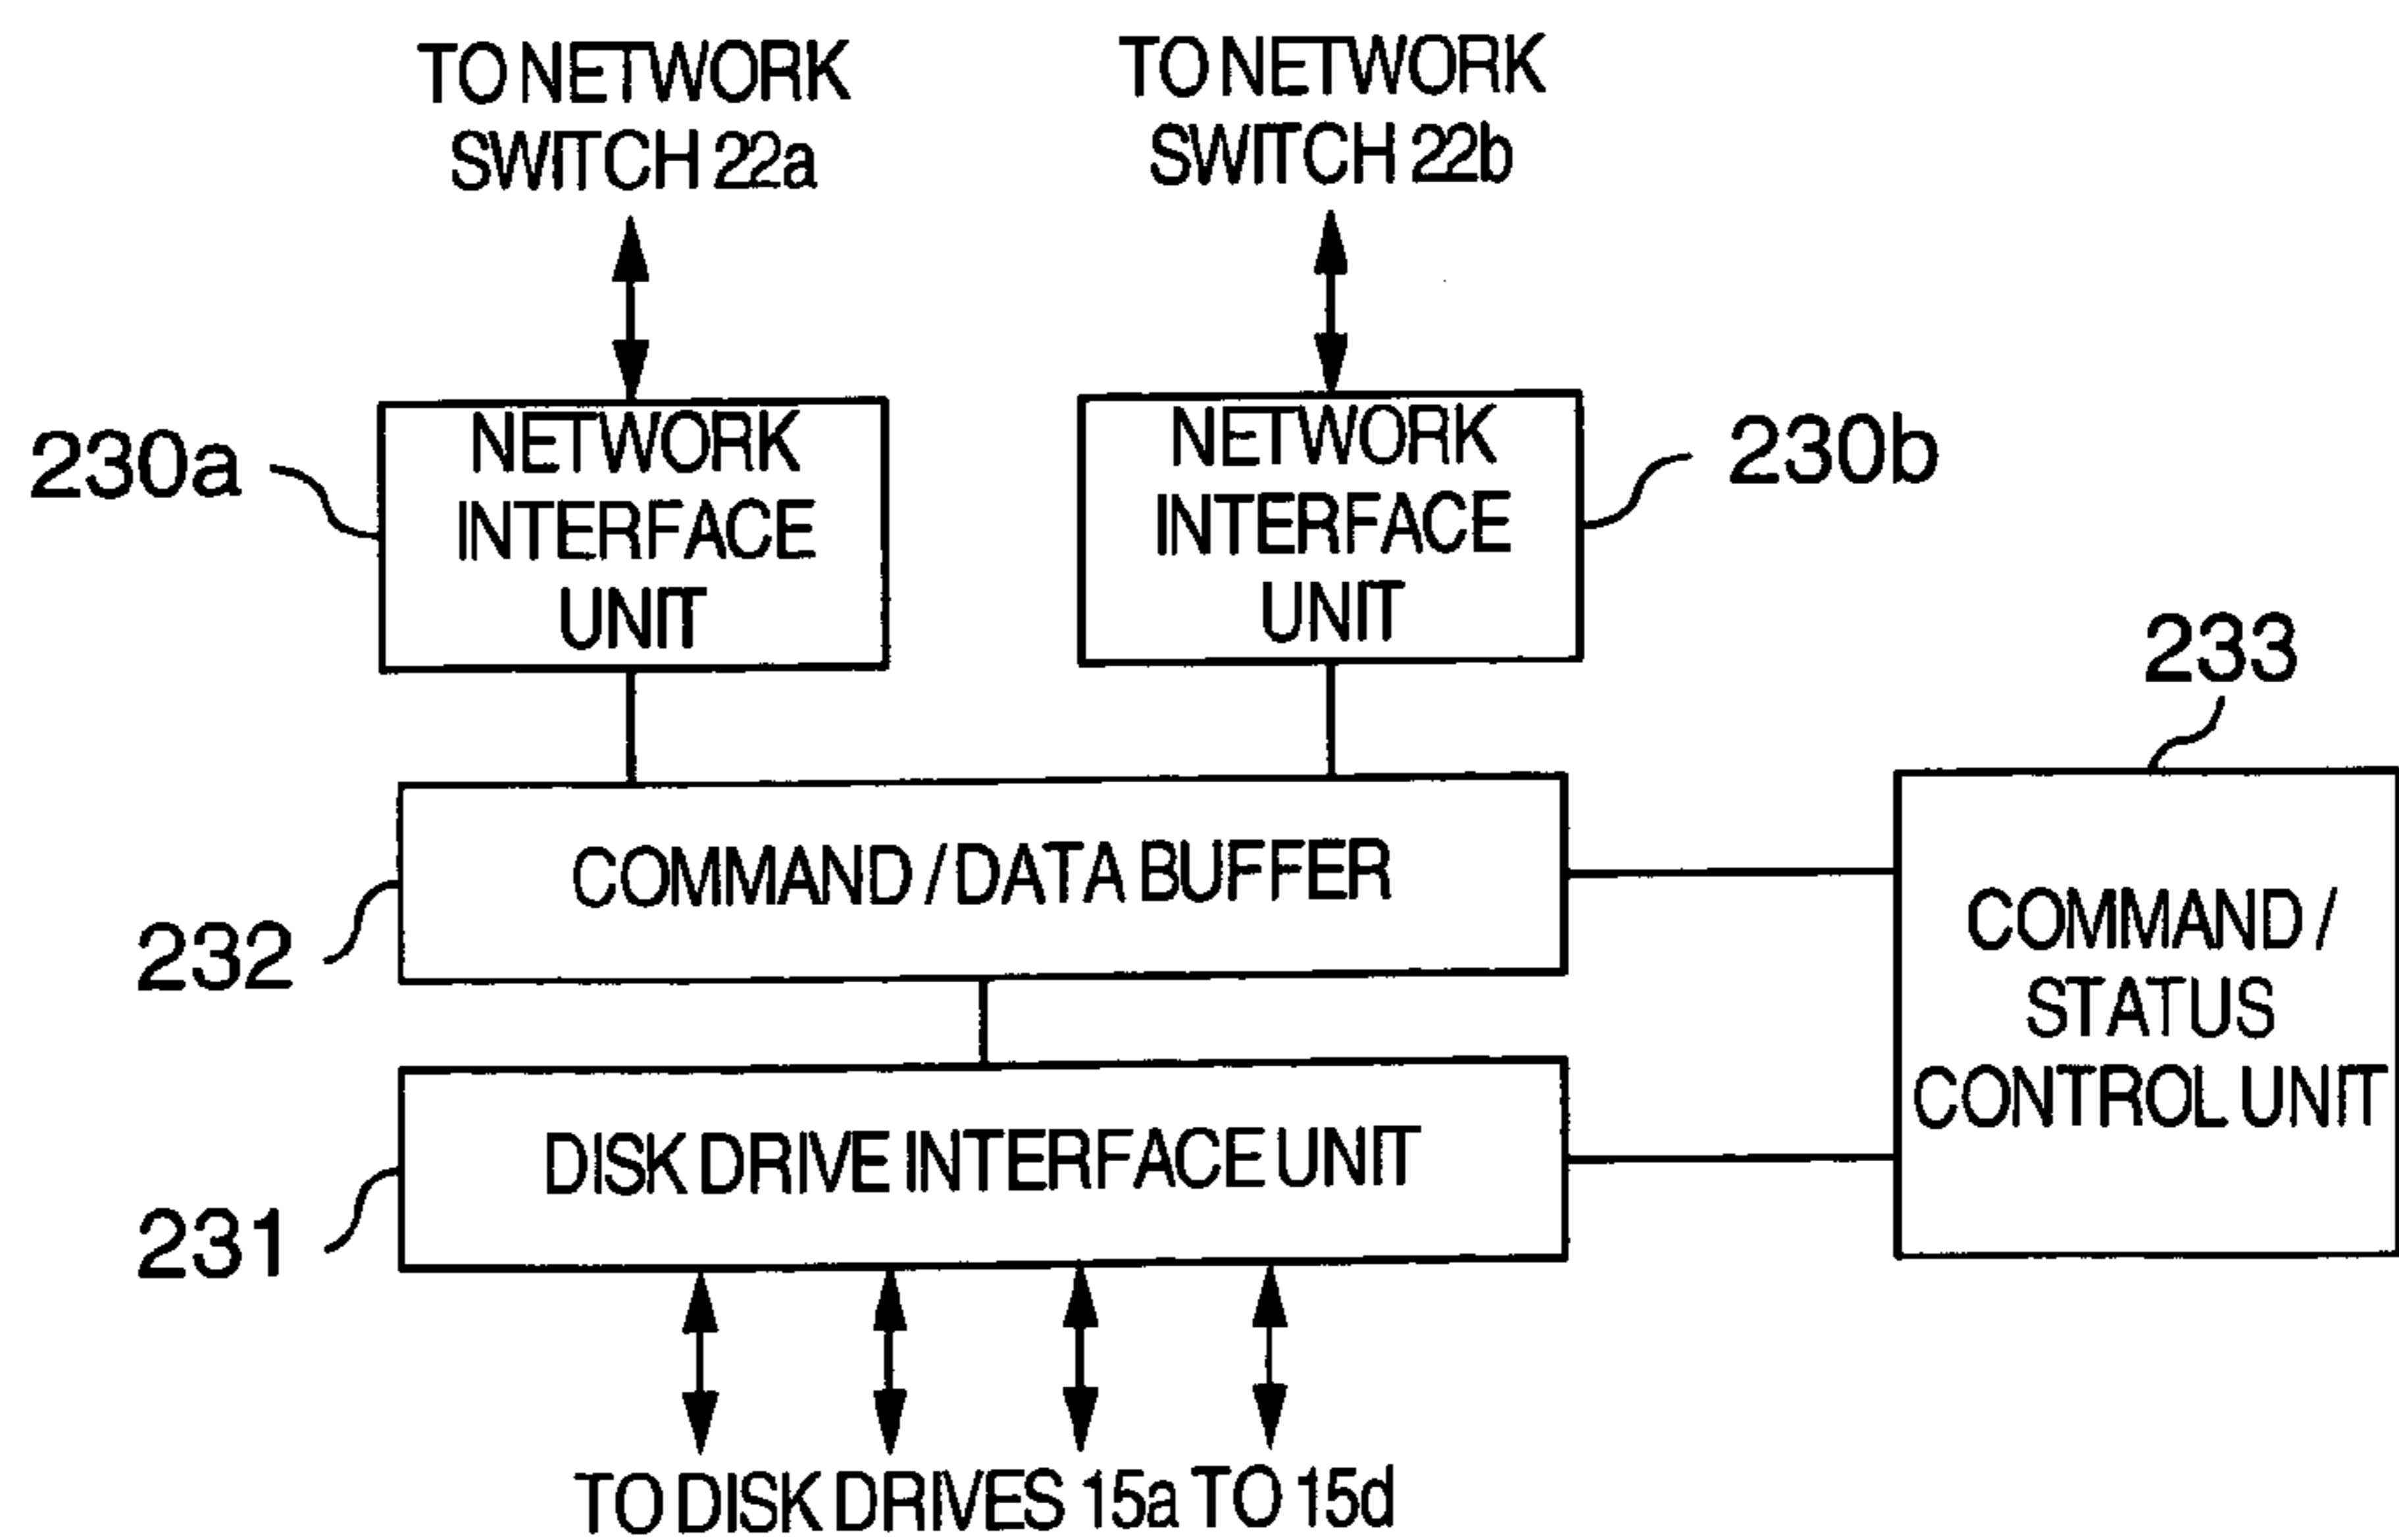 TO NETWORK
SWITCH 22a
TO NETWORK
SWITCH 22b
230a
NETWORK
INTERFACE
UNIT
NETWORK
INTERFACE
UNIT
230b
233
COMMAND / DATA BUFFER
232
COMMAND /
STATUS
CONTROL UNIT
DISK DRIVE INTERFACE UNIT
231
TO DISK DRIVES 15a TO 15d